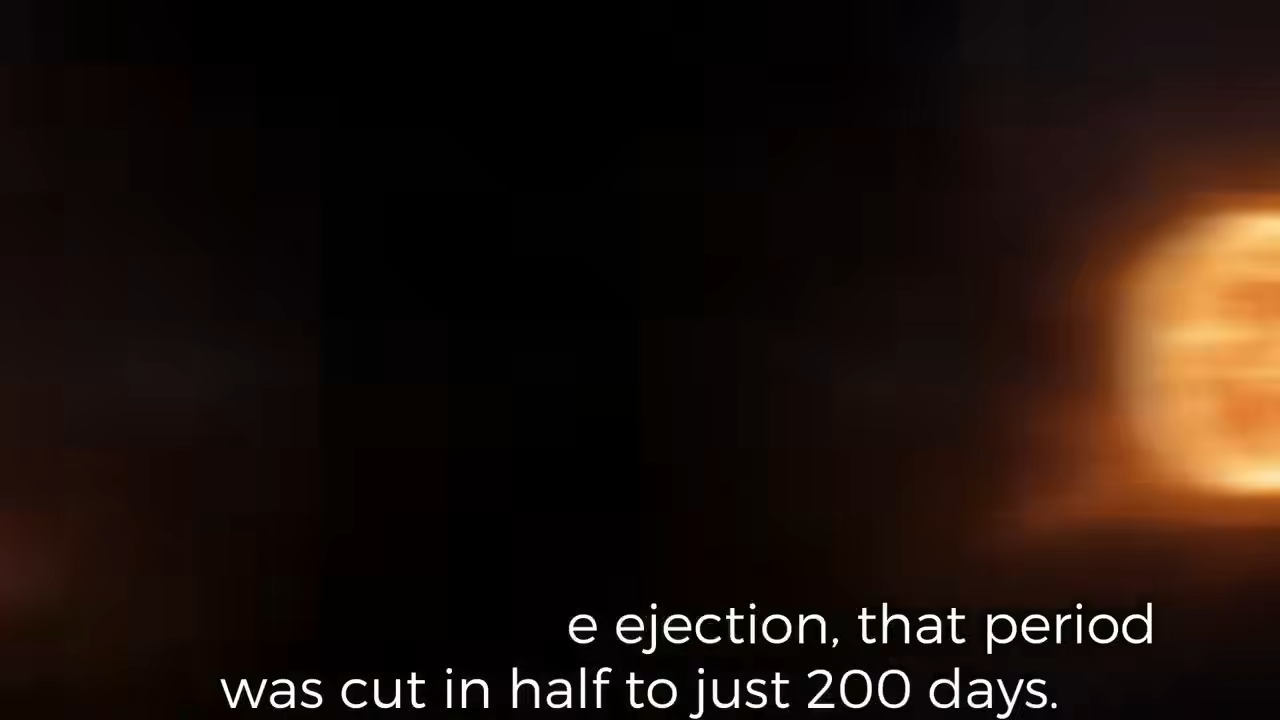 e ejection, that period
was cut in half to just 200 days.